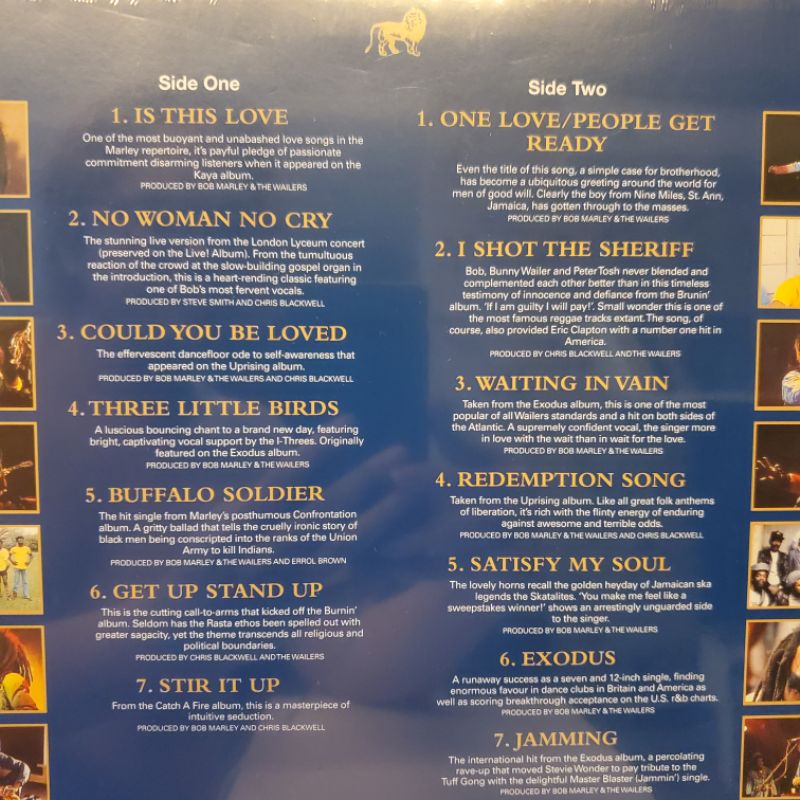 Side One
1. IS THIS LOVE
One of the most buoyant and unabashed love songs in the
Marley repertoire, it's payful pledge of passionate
commitment disarming listeners when it appeared on the
Kaya album.
PRODUCED BY BOB MARLEY & THE WAILERS
2. NO WOMAN NO CRY
The stunning live version from the London Lyceum concert
(preserved on the Live! Album). From the tumultuous
reaction of the crowd at the slow-building gospel organ in
the introduction, this is a heart-rending classic featuring
one of Bob's most fervent vocals.
PRODUCED BY STEVE SMITH AND CHRIS BLACKWELL
3. COULD YOU BE LOVED
The effervescent dancefloor ode to self-awareness that
appeared on the Uprising album.
PRODUCED BY BOB MARLEY & THE WAILERS AND CHRIS BLACKWELL
4. THREE LITTLE BIRDS
A luscious bouncing chant to a brand new day, featuring
bright, captivating vocal support by the I-Threes. Originally
featured on the Exodus album.
PRODUCED BY BOB MARLEY & THE WAILERS
5. BUFFALO SOLDIER
The hit single from Marley's posthumous Confrontation
album. A gritty ballad that tells the cruelly ironic story of
black men being conscripted into the ranks of the Union
Army to kill Indians.
PRODUCED BY BOB MARLEY & THE WAILERS AND ERROL BROWN
6. GET UP STAND UP
This is the cutting call-to-arms that kicked off the Burnin'
album. Seldom has the Rasta ethos been spelled out with
greater sagacity, yet the theme transcends all religious and
political boundaries.
PRODUCED BY CHRIS BLACKWELL AND THE WAILERS
7. STIR IT UP
From the Catch A Fire album, this is a masterpiece of
intuitive seduction.
PRODUCED BY BOB MARLEY AND CHRIS BLACKWELL
Side Two
1. ONE LOVE/PEOPLE GET
READY
Even the title of this song, a simple case for brotherhood,
has become a ubiquitous greeting around the world for
men of good will. Clearly the boy from Nine Miles, St. Ann,
Jamaica, has gotten through to the masses.
PRODUCED BY BOB MARLEY & THE WAILERS
2. I SHOT THE SHERIFF
Bob, Bunny Wailer and Peter Tosh never blended and
complemented each other better than in this timeless
testimony of innocence and defiance from the Brunin'
album. 'If I am guilty I will pay!'. Small wonder this is one of
the most famous reggae tracks extant. The song, of
course, also provided Eric Clapton with a number one hit in
America.
PRODUCED BY CHRIS BLACKWELL AND THE WAILERS
3. WAITING IN VAIN
Taken from the Exodus album, this is one of the most
popular of all Wailers standards and a hit on both sides of
the Atlantic. A supremely confident vocal, the singer more
in love with the wait than in wait for the love.
PRODUCED BY BOB MARLEY & THE WAILERS
4. REDEMPTION SONG
Taken from the Uprising album. Like all great folk anthems
of liberation, it's rich with the flinty energy of enduring
against awesome and terrible odds.
PRODUCED BY BOB MARLEY & THE WAILERS AND CHRIS BLACKWELL
5. SATISFY MY SOUL
The lovely horns recall the golden heyday of Jamaican ska
legends the Skatalites. 'You make me feel like a
sweepstakes winner!' shows an arrestingly unguarded side
to the singer.
PRODUCED BY BOB MARLEY & THE WAILERS
6. EXODUS
A runaway success as a seven and 12-inch single, finding
enormous favour in dance clubs in Britain and America as
well as scoring breakthrough acceptance on the U.S. r&b charts.
PRODUCED BY BOB MARLEY & THE WAILERS
7. JAMMING
The international hit from the Exodus album, a percolating
rave-up that moved Stevie Wonder to pay tribute to the
Tuff Gong with the delightful Master Blaster (Jammin') single.
PRODUCED BY BOB MARLEY & THE WAILERS